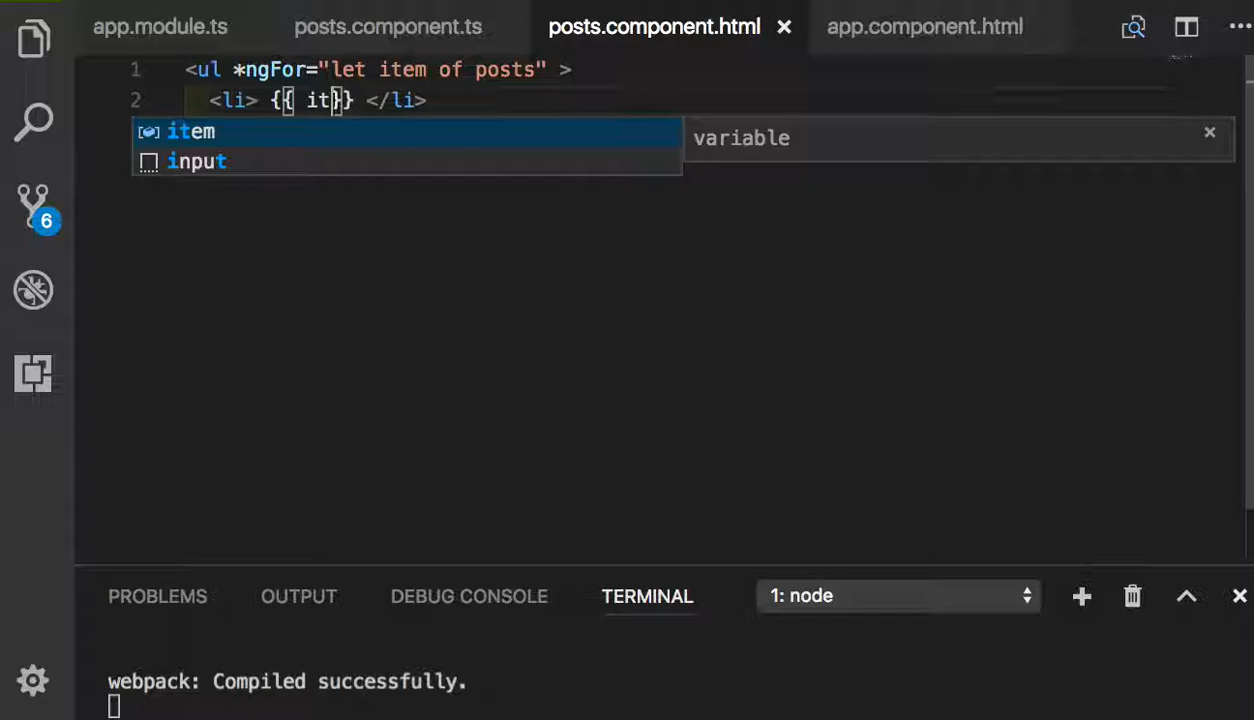 app.module.ts posts.component.ts posts.component.html app.component.html
1 <ul *ngFor="let item of posts" >
2 <li> {{ it}} </li>
item variable
input
6
PROBLEMS OUTPUT DEBUG CONSOLE TERMINAL 1: node
webpack: Compiled successfully.